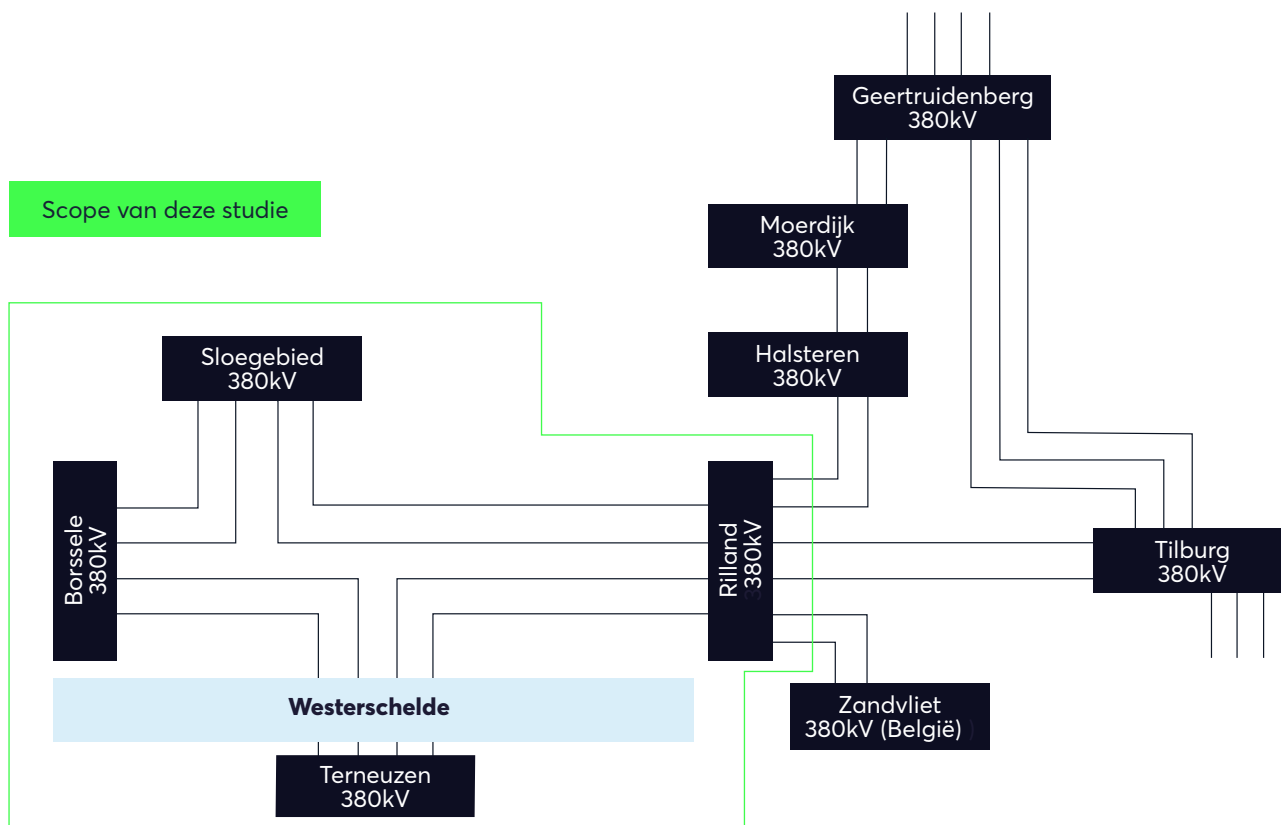 Geertruidenberg
380kV
Scope van deze studie
Moerdijk
380kV
Sloegebied
380kV
Halsteren
380kV
Borssele
380kV
Rilland
380kV
Tilburg
380kV
Westerschelde
Zandvliet
380kV (België)
Terneuzen
380kV